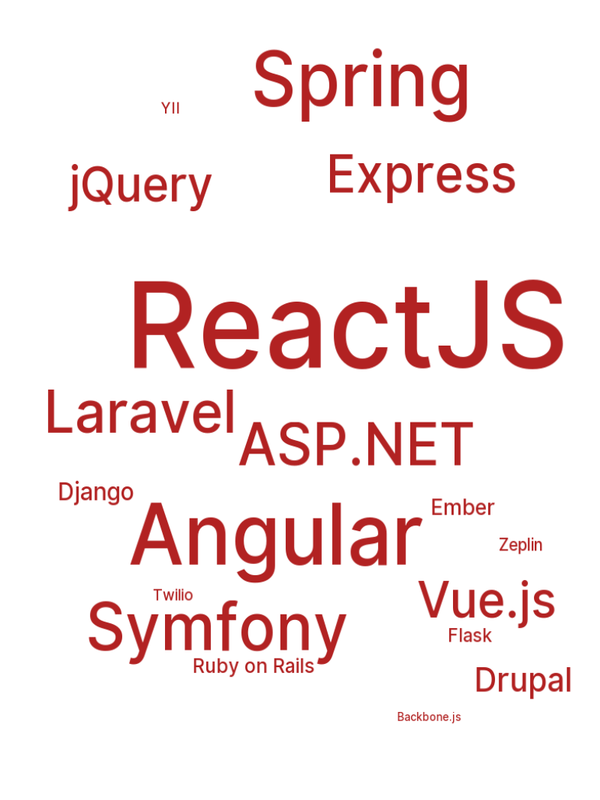 Spring
YII
Express
jQuery
ReactJS
Laravel
ASP.NET
Django
Ember
Angular
Zeplin
Twilio
Vue.js
Symfony
Flask
Ruby on Rails
Drupal
Backbone.js